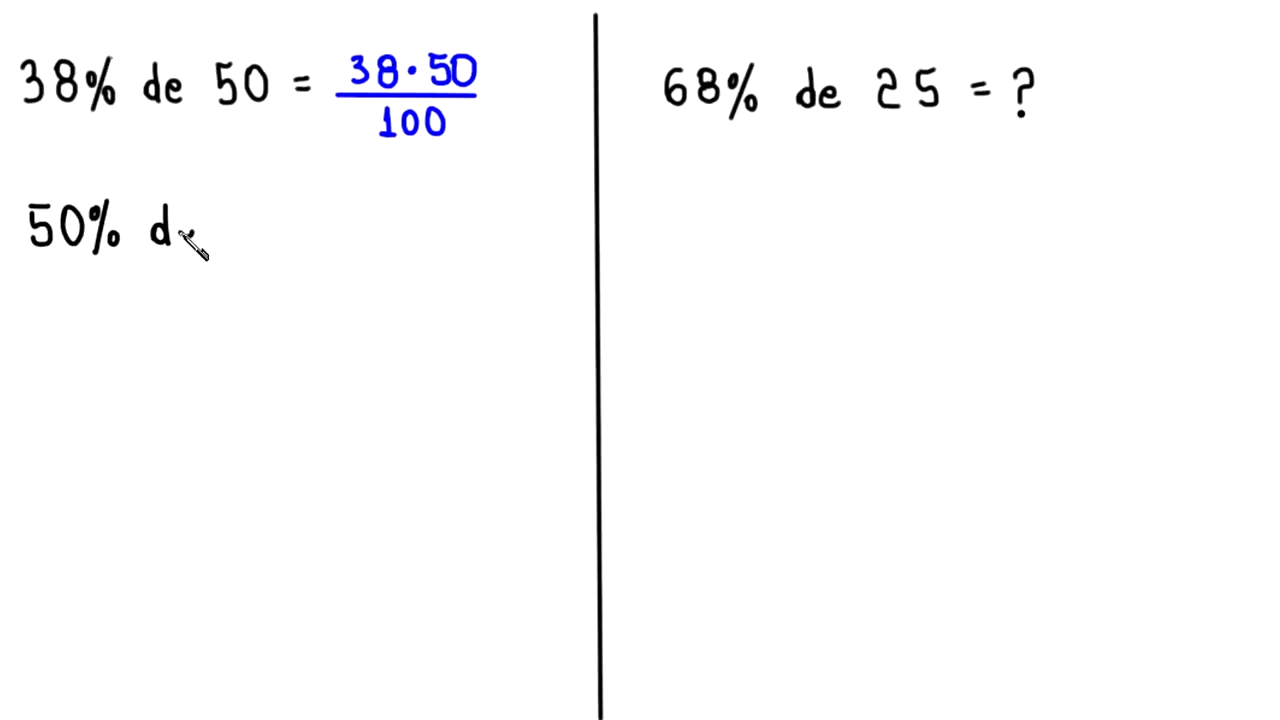 38% de 50 = 38·50
100
50% d
68% de 25 = ?